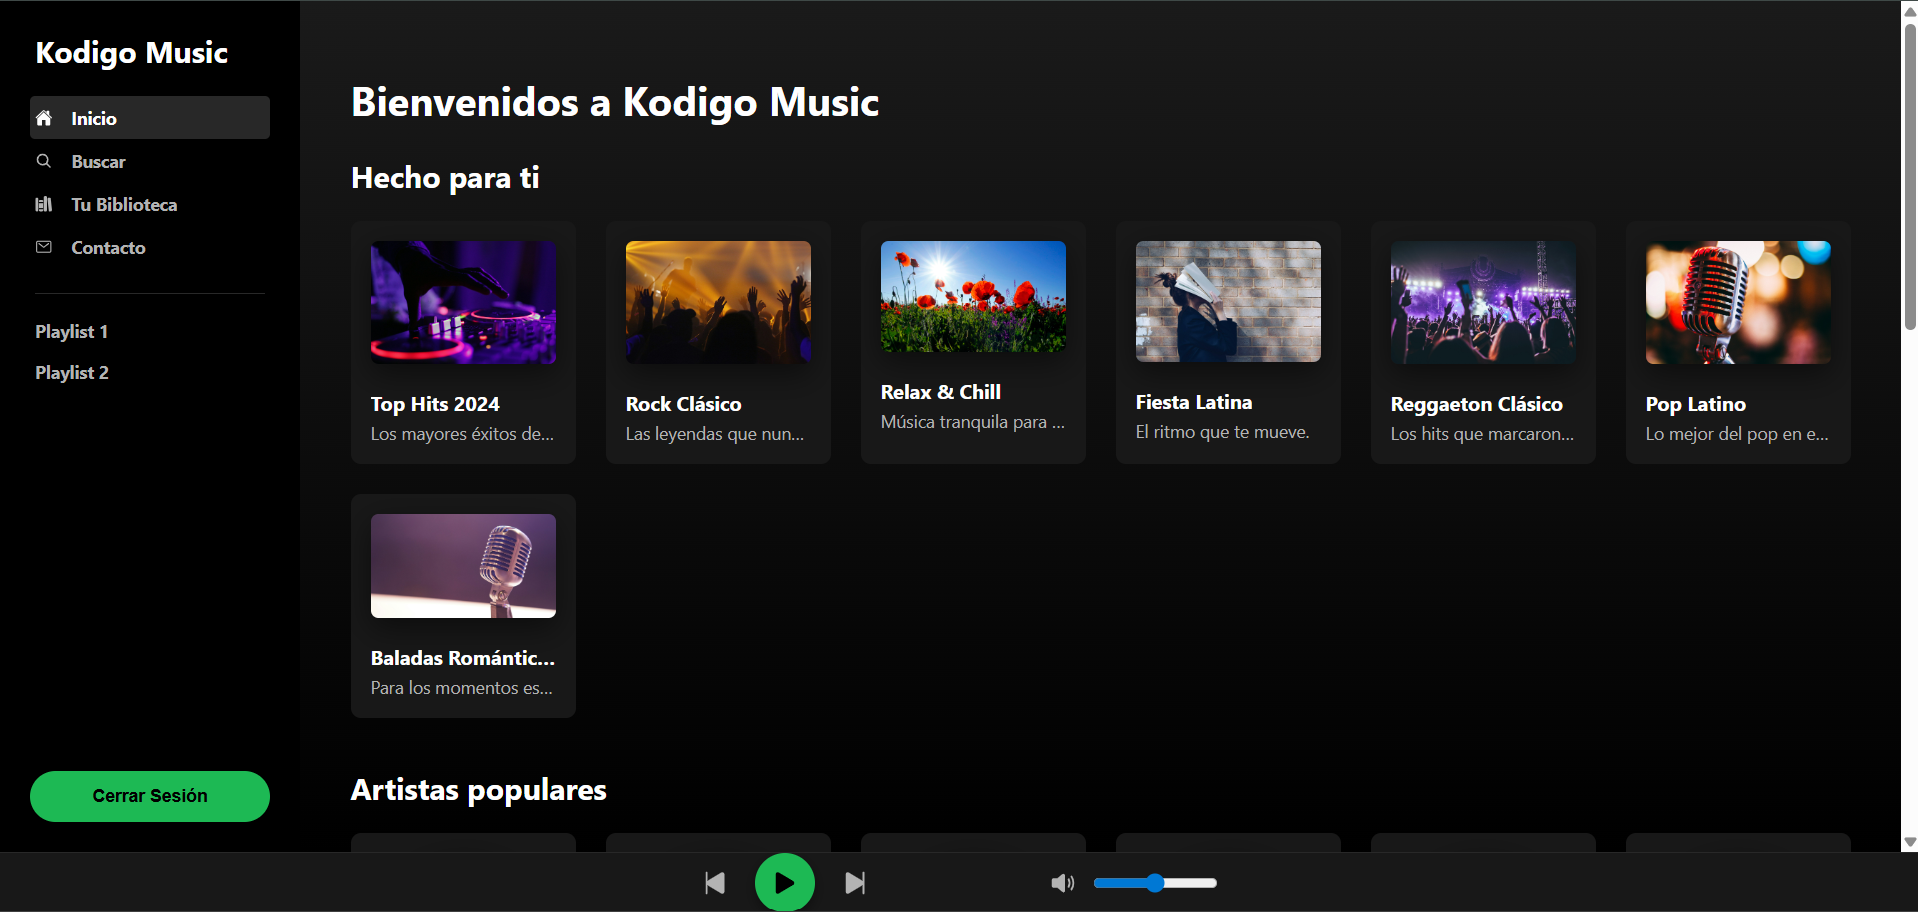 Kodigo Music
Inicio
Buscar
Tu Biblioteca
Contacto
Playlist 1
Playlist 2
Cerrar Sesión
Bienvenidos a Kodigo Music
Hecho para ti
Top Hits 2024
Los mayores éxitos de...
Rock Clásico
Las leyendas que nun...
Relax & Chill
Música tranquila para ...
Fiesta Latina
El ritmo que te mueve.
Reggaeton Clásico
Los hits que marcaron...
Pop Latino
Lo mejor del pop en e...
Baladas Romántic...
Para los momentos es...
Artistas populares